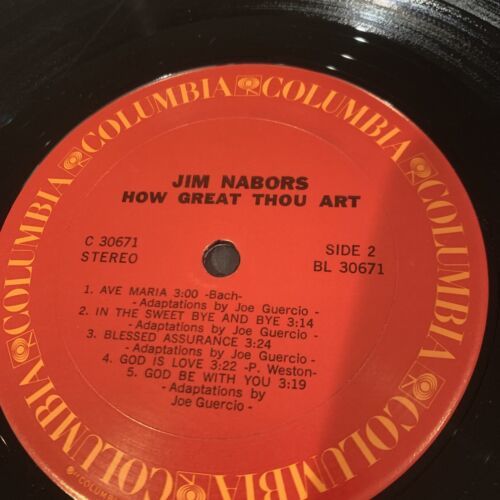 COLUMBIA COLUMBIA COLUMBIA COLUMBIA COLUMBIA COLUMBIA
JIM NABORS
HOW GREAT THOU ART
C 30671
STEREO
SIDE 2
BL 30671
1. AVE MARIA 3:00 -Bach-
- Adaptations by Joe Guercio -
2. IN THE SWEET BYE AND BYE 3:14
- Adaptations by Joe Guercio -
3. BLESSED ASSURANCE 3:24
- Adaptations by Joe Guercio -
4. GOD IS LOVE 3:22 -P. Weston-
5. GOD BE WITH YOU 3:19
- Adaptations by
Joe Guercio -